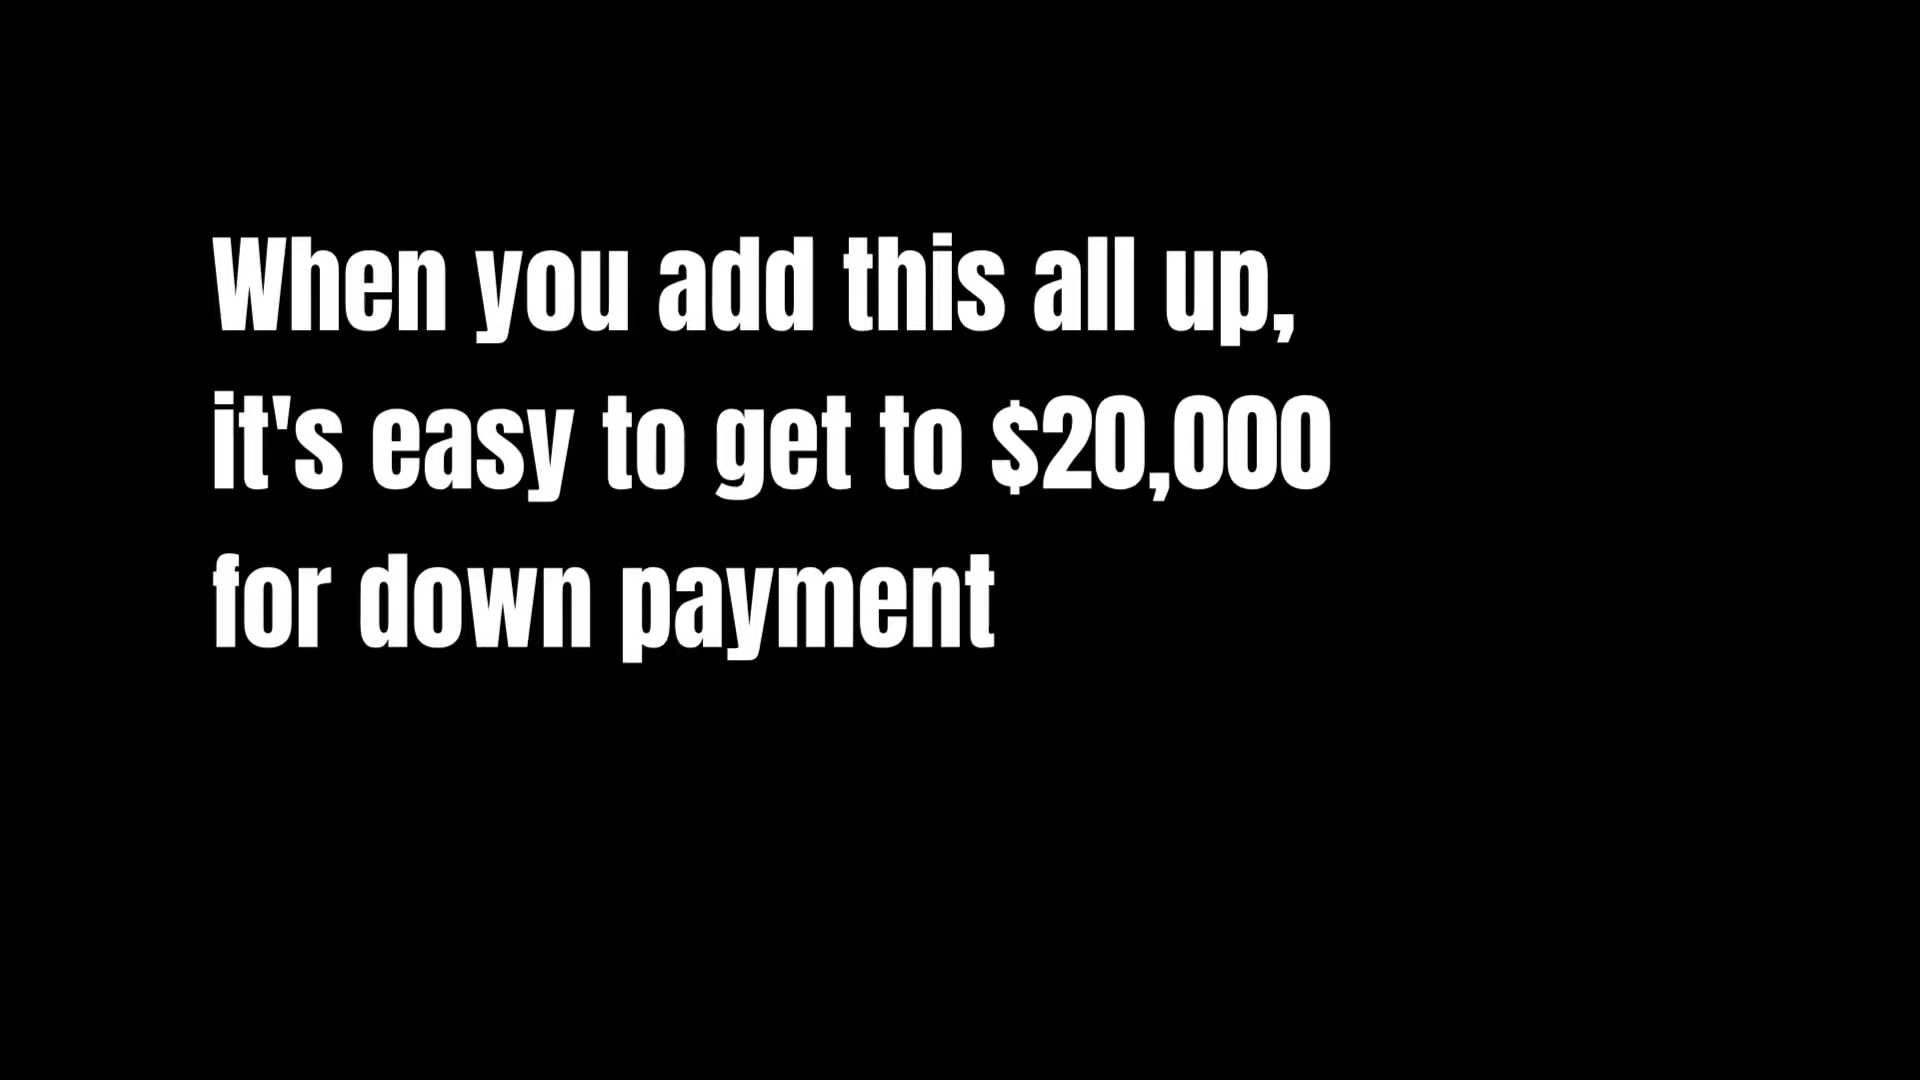 When you add this all up,
it's easy to get to $20,000
for down payment